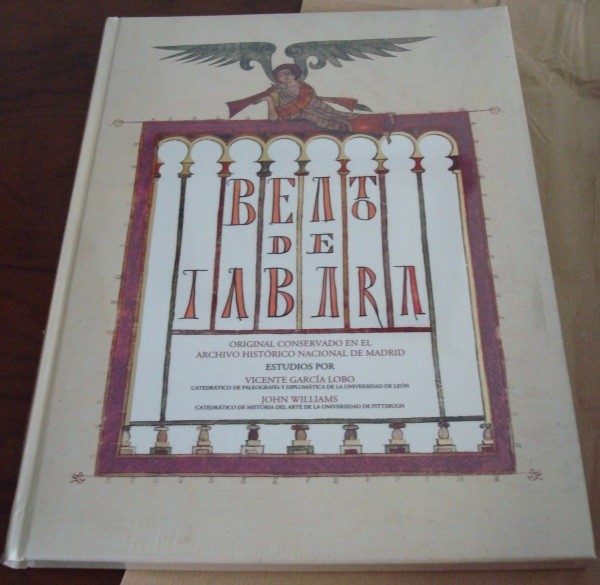 BEATO
DE
TABARA
ORIGINAL CONSERVADO EN EL
ARCHIVO HISTÓRICO NACIONAL DE MADRID
ESTUDIOS POR
VICENTE GARCÍA LOBO
CATEDRÁTICO DE PALEOGRAFÍA Y DIPLOMÁTICA DE LA UNIVERSIDAD DE LEÓN
JOHN WILLIAMS
CATEDRÁTICO DE HISTORIA DEL ARTE DE LA UNIVERSIDAD DE PITTSBUGH